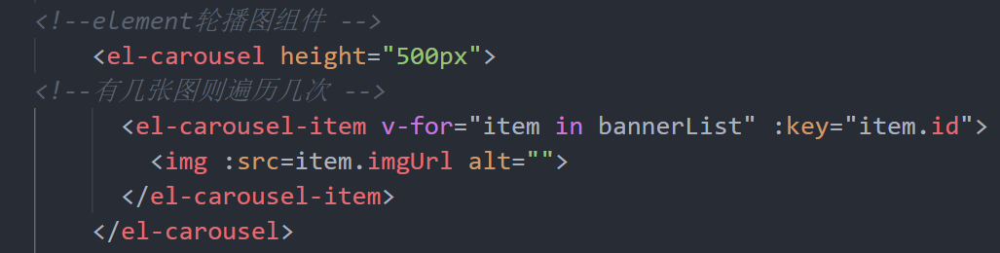 <!--element轮播图组件 -->
<el-carousel height="500px">
<!--有几张图则遍历几次 -->
<el-carousel-item v-for="item in bannerList" :key="item.id">
<img :src=item.imgUrl alt="">
</el-carousel-item>
</el-carousel>